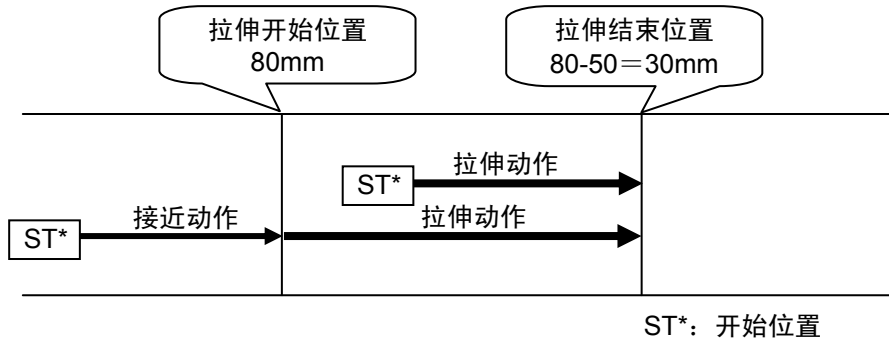 拉伸开始位置
80mm
拉伸结束位置
80-50＝30mm
ST*
拉伸动作
ST*
接近动作
拉伸动作
ST*：开始位置